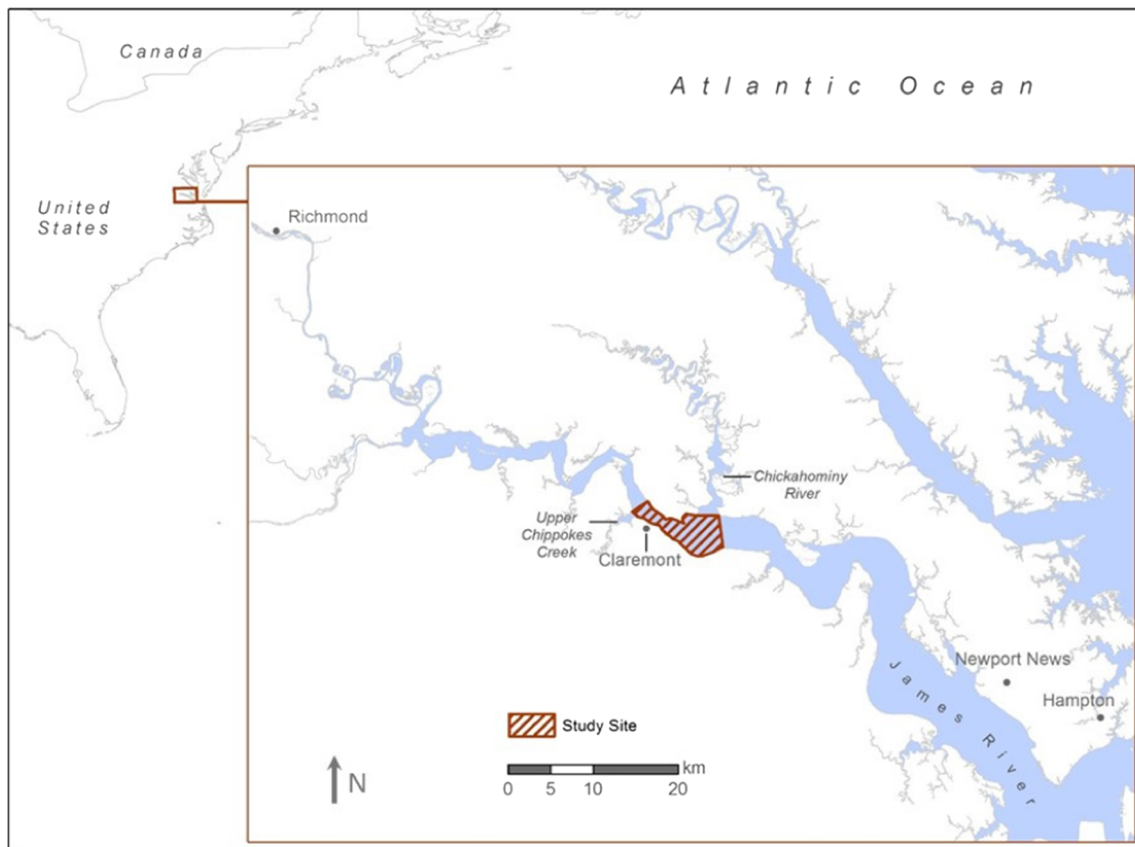 Canada
Atlantic Ocean
United
States
Richmond
Chickahominy
River
Upper
Chippokes
Creek
Claremont
Newport News
Hampton
James River
Study Site
N
km
0 5 10 20